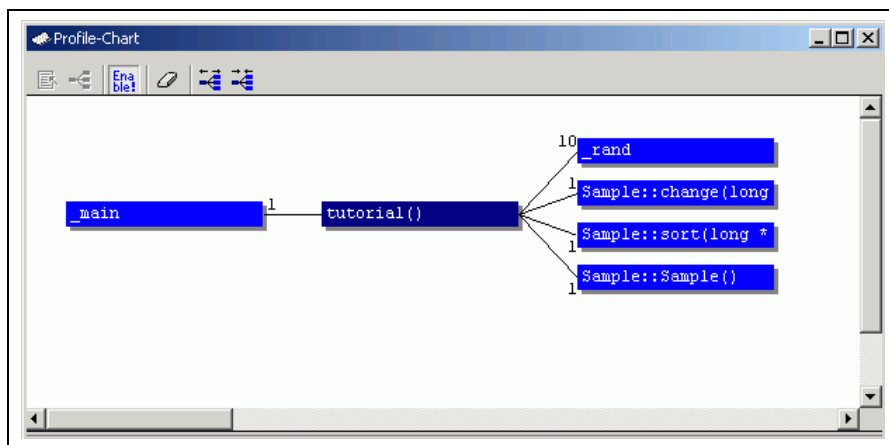 Profile-Chart
Ena
ble!
10
_rand
1
Sample::change(long
1
_main
1
tutorial()
Sample::sort(long *
1
Sample::Sample()
1